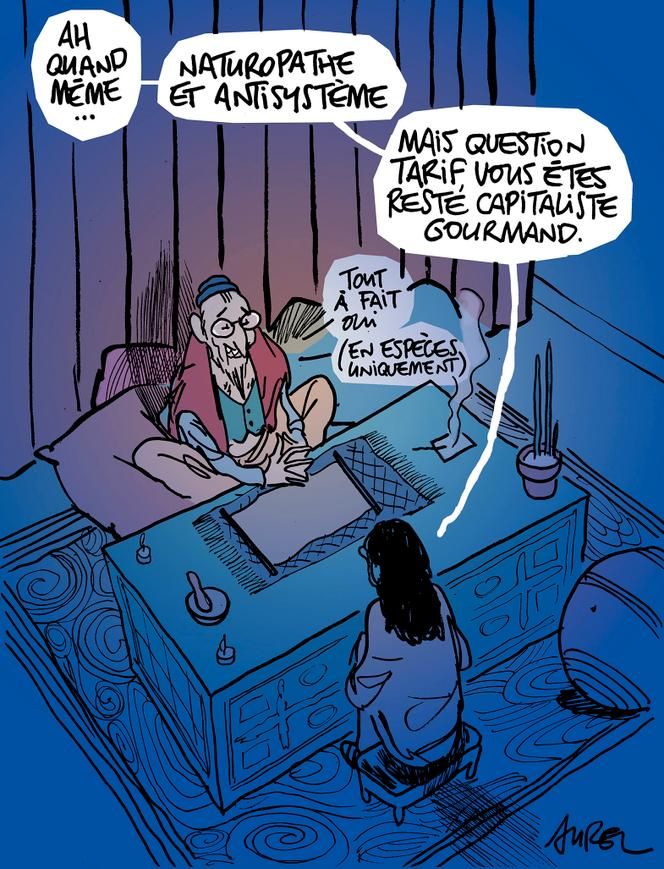 AH
QUAND
MÊME
...
NATUROPATHE
ET ANTISYSTÈME
MAIS QUESTION
TARIF, VOUS ÊTES
RESTÉ CAPITALISTE
GOURMAND.
TOUT
À FAIT
OUI
(EN ESPÈCES
UNIQUEMENT)
AUREL